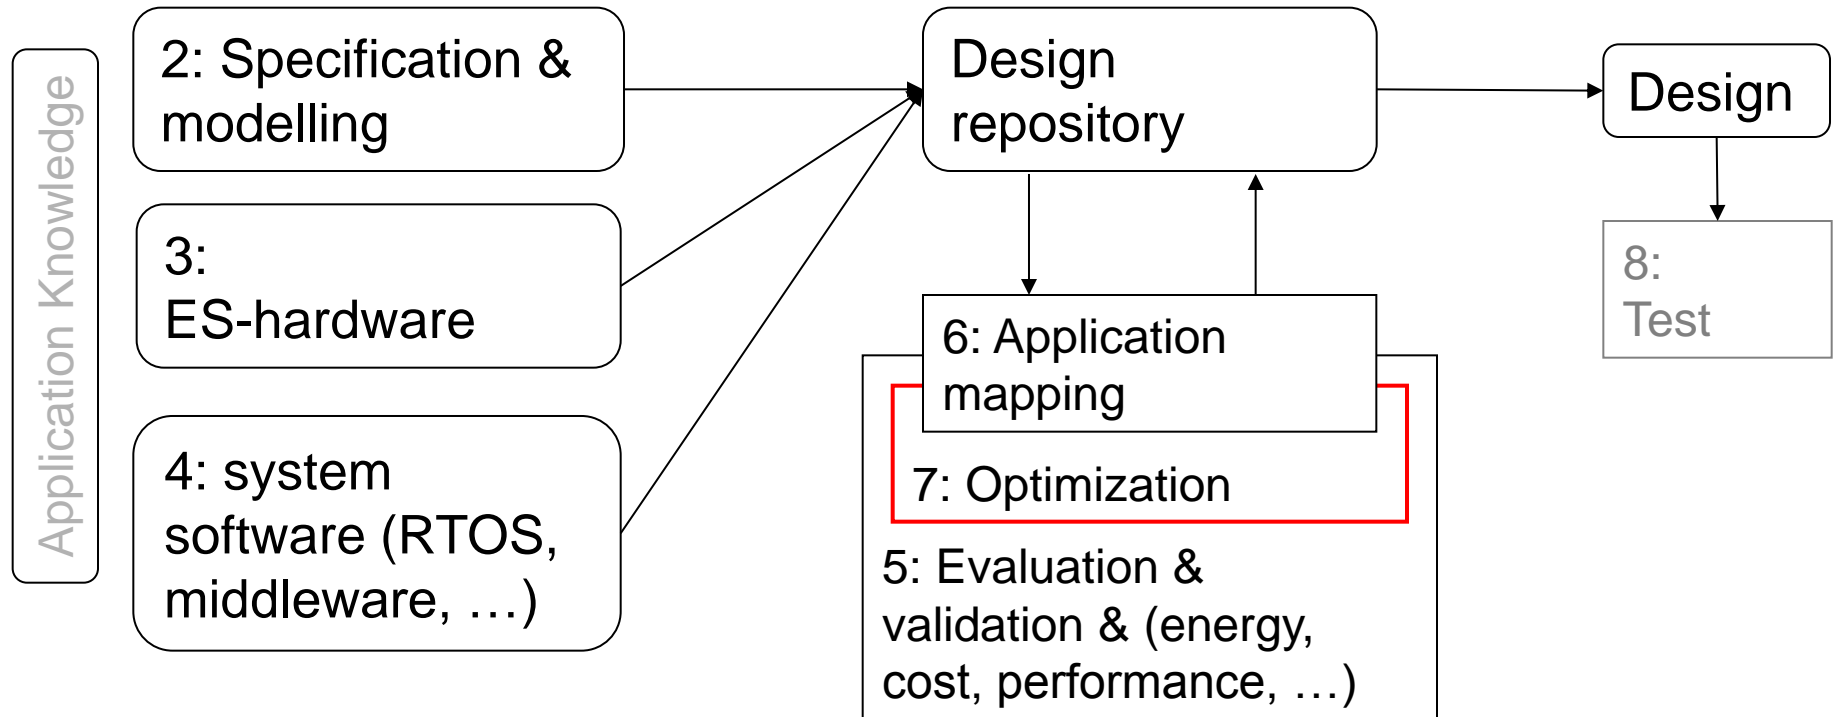 Application Knowledge
2: Specification &
modelling
3:
ES-hardware
4: system
software (RTOS,
middleware, …)
Design
repository
6: Application
mapping
7: Optimization
5: Evaluation &
validation & (energy,
cost, performance, …)
Design
8:
Test